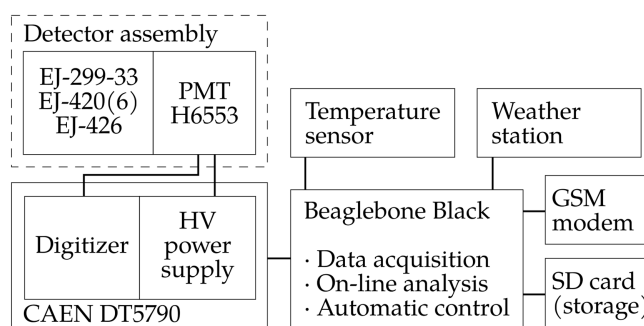 Detector assembly
EJ-299-33
EJ-420(6)
EJ-426
PMT
H6553
Temperature
sensor
Weather
station
Digitizer
HV
power
supply
CAEN DT5790
Beaglebone Black
· Data acquisition
· On-line analysis
· Automatic control
GSM
modem
SD card
(storage)